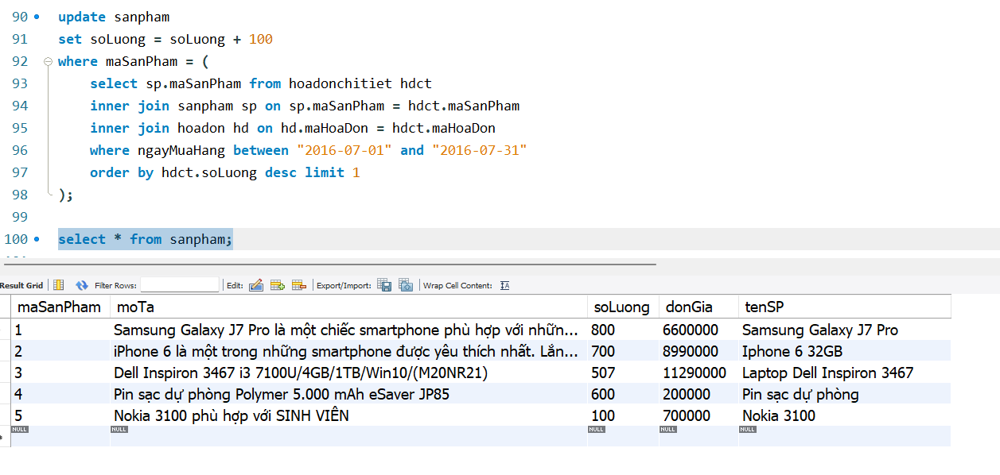 90 update sanpham
91 set soLuong = soLuong + 100
92 where maSanPham = (
93 select sp.maSanPham from hoadonchitiet hdct
94 inner join sanpham sp on sp.maSanPham = hdct.maSanPham
95 inner join hoadon hd on hd.maHoaDon = hdct.maHoaDon
96 where ngayMuaHang between "2016-07-01" and "2016-07-31"
97 order by hdct.soLuong desc limit 1
98 );
99
100 select * from sanpham;
Result Grid Filter Rows: Edit: Export/Import: Wrap Cell Content:
maSanPham moTa soLuong donGia tenSP
1 Samsung Galaxy J7 Pro là một chiếc smartphone phù hợp với nhữn... 800 6600000 Samsung Galaxy J7 Pro
2 iPhone 6 là một trong những smartphone được yêu thích nhất. Lắn... 700 8990000 Iphone 6 32GB
3 Dell Inspiron 3467 i3 7100U/4GB/1TB/Win10/(M20NR21) 507 11290000 Laptop Dell Inspiron 3467
4 Pin sạc dự phòng Polymer 5.000 mAh eSaver JP85 600 200000 Pin sạc dự phòng
5 Nokia 3100 phù hợp với SINH VIÊN 100 700000 Nokia 3100
NULL NULL NULL NULL NULL